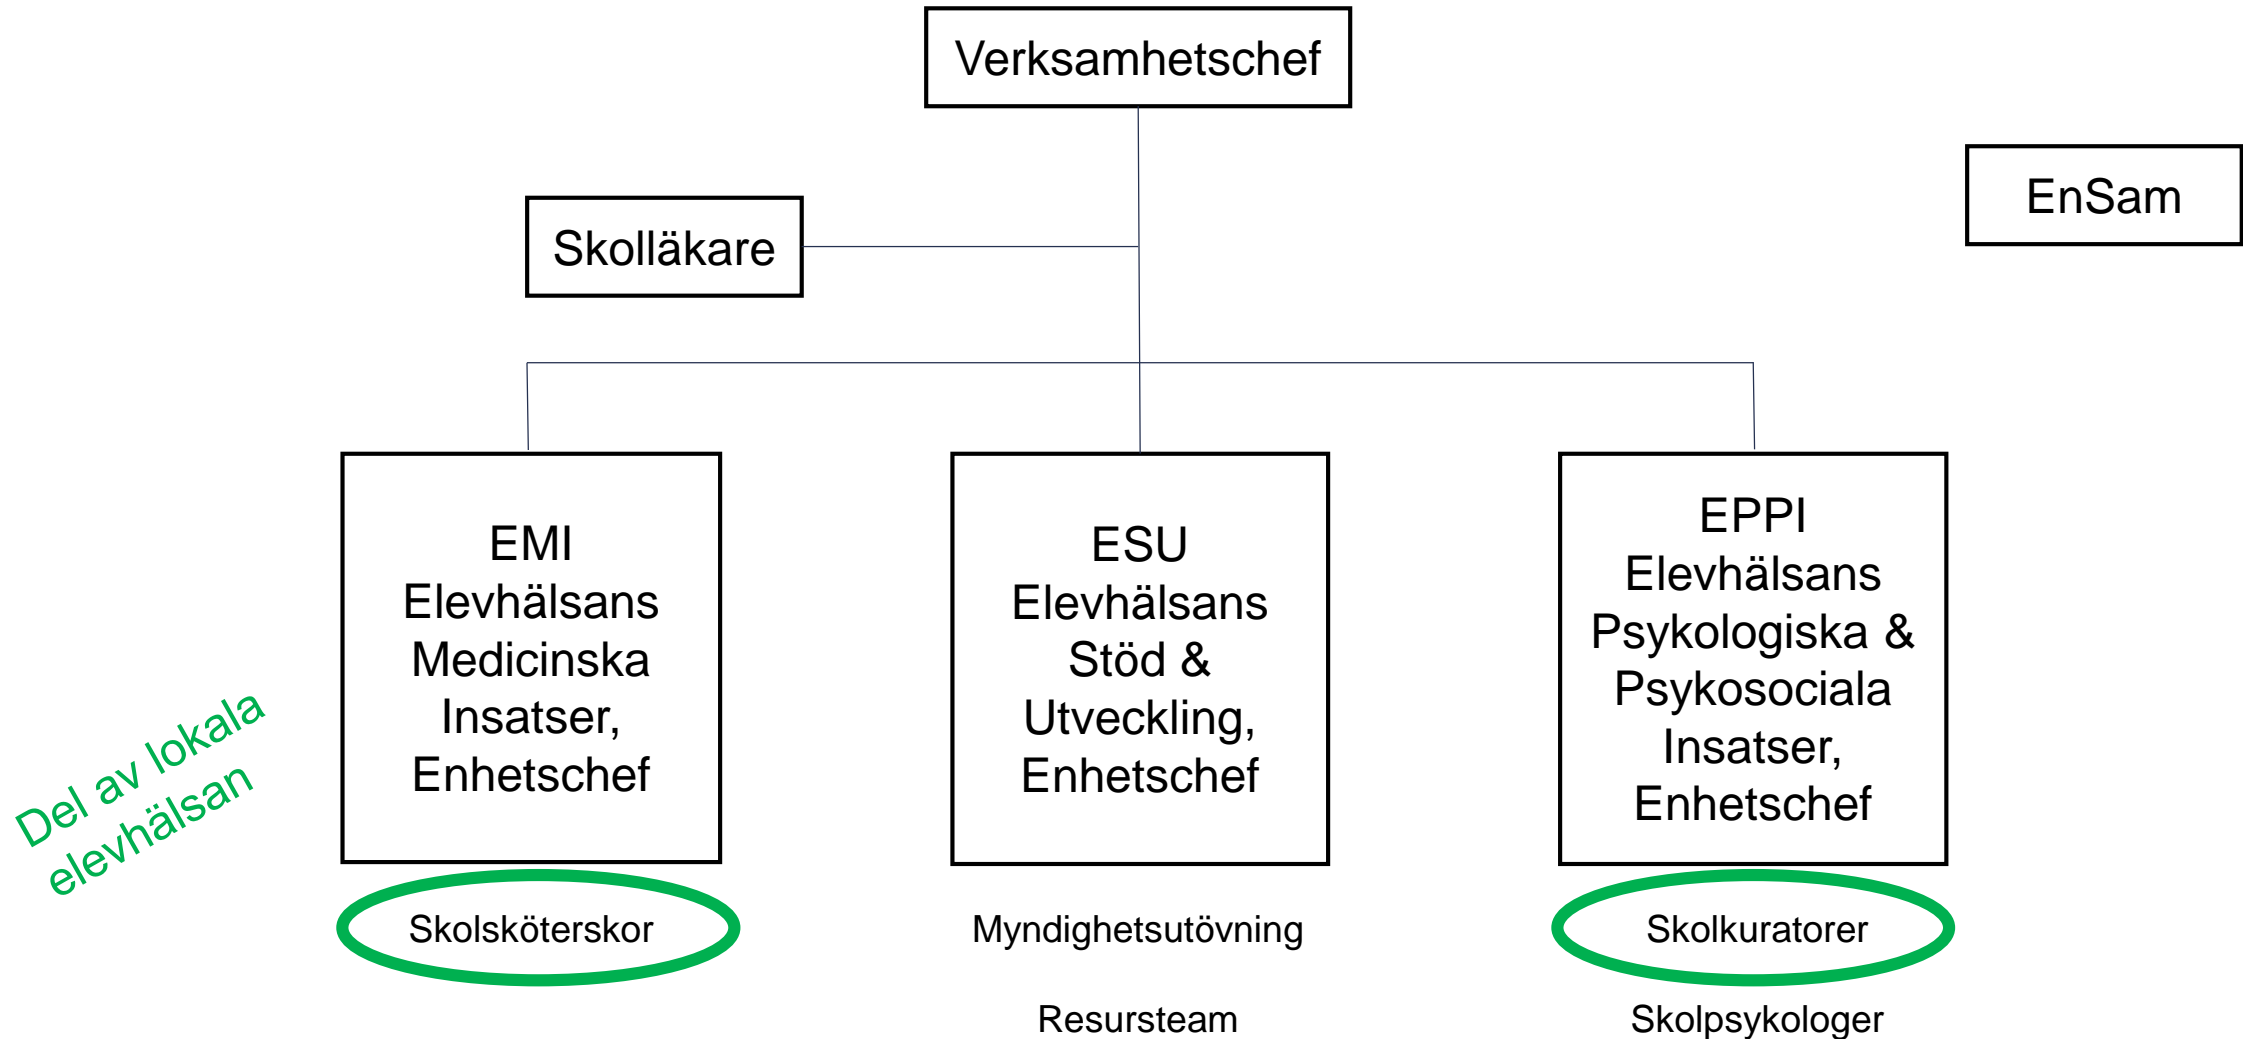 Verksamhetschef
EnSam
Skolläkare
EMI
Elevhälsans
Medicinska
Insatser,
Enhetschef
ESU
Elevhälsans
Stöd &
Utveckling,
Enhetschef
EPPI
Elevhälsans
Psykologiska &
Psykosociala
Insatser,
Enhetschef
Del av lokala
elevhälsan
Skolsköterskor
Myndighetsutövning
Skolkuratorer
Resursteam
Skolpsykologer